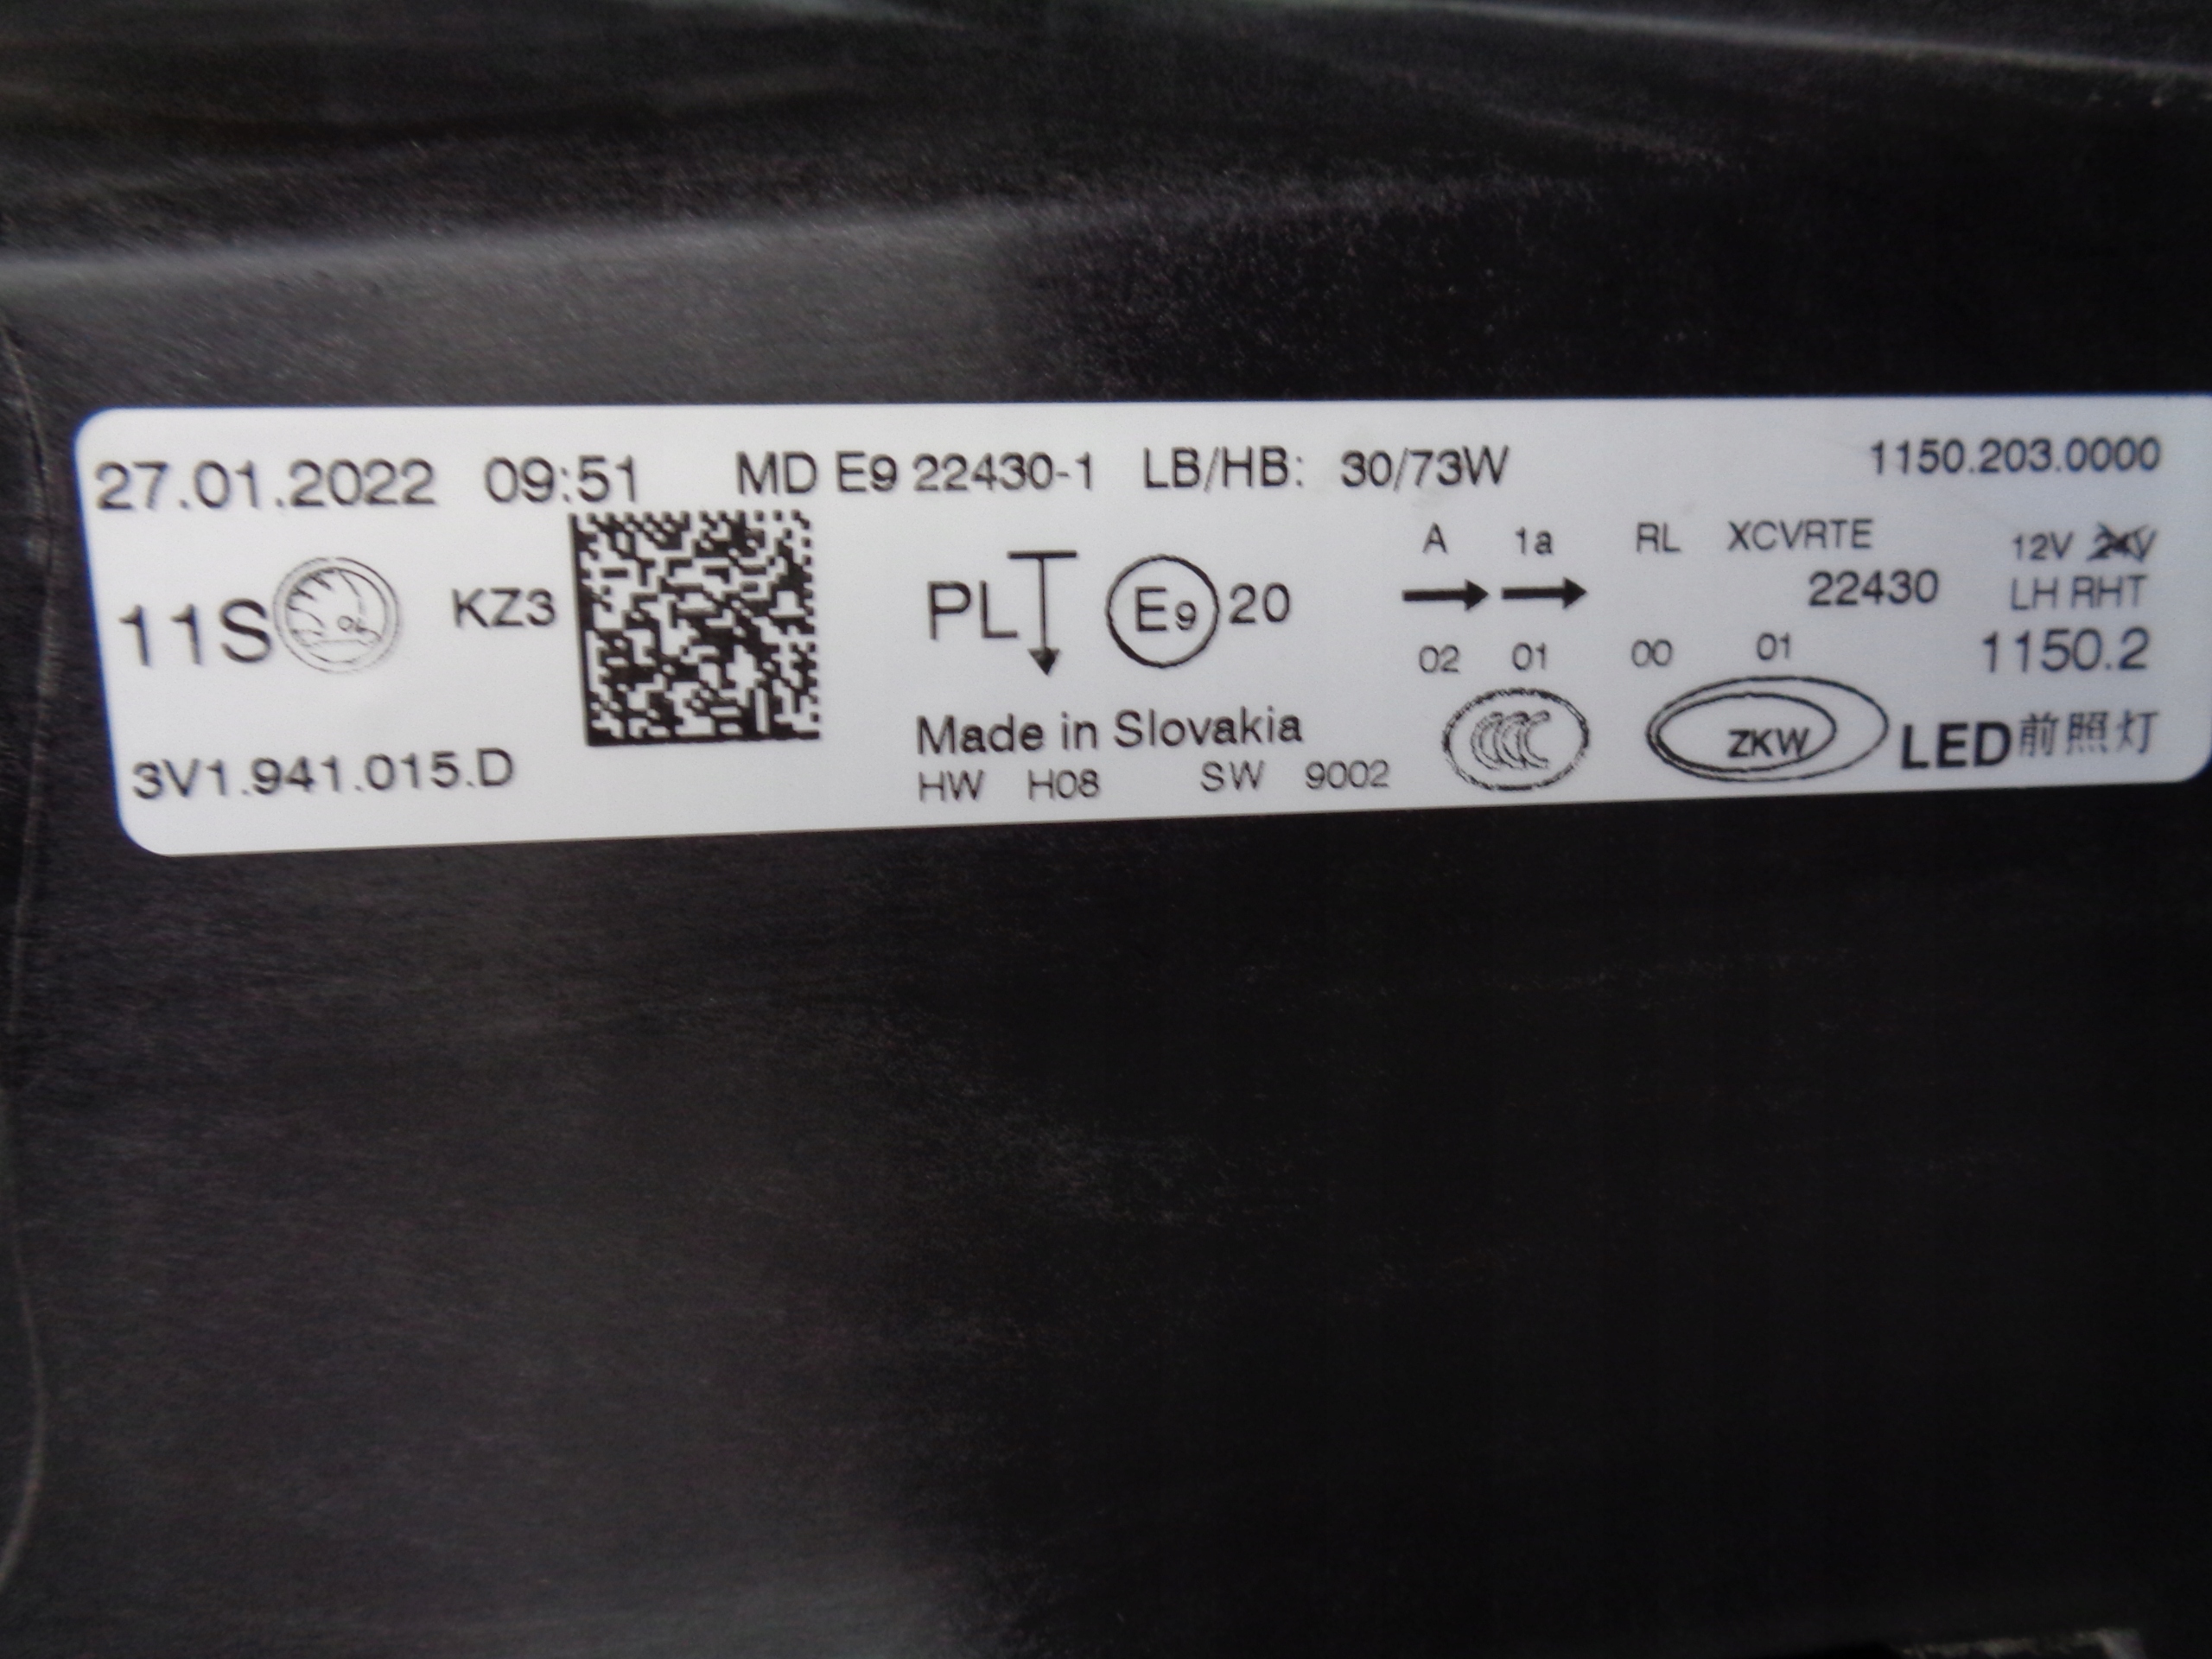 27.01.2022 09:51 MD E9 22430-1 LB/HB: 30/73W 1150.203.0000
A 1a RL XCVRTE 12V 24V
11S KZ3 PL E9 20 22430 LH RHT
02 01 00 01 1150.2
Made in Slovakia CCC ZKW LED前照灯
3V1.941.015.D HW H08 SW 9002